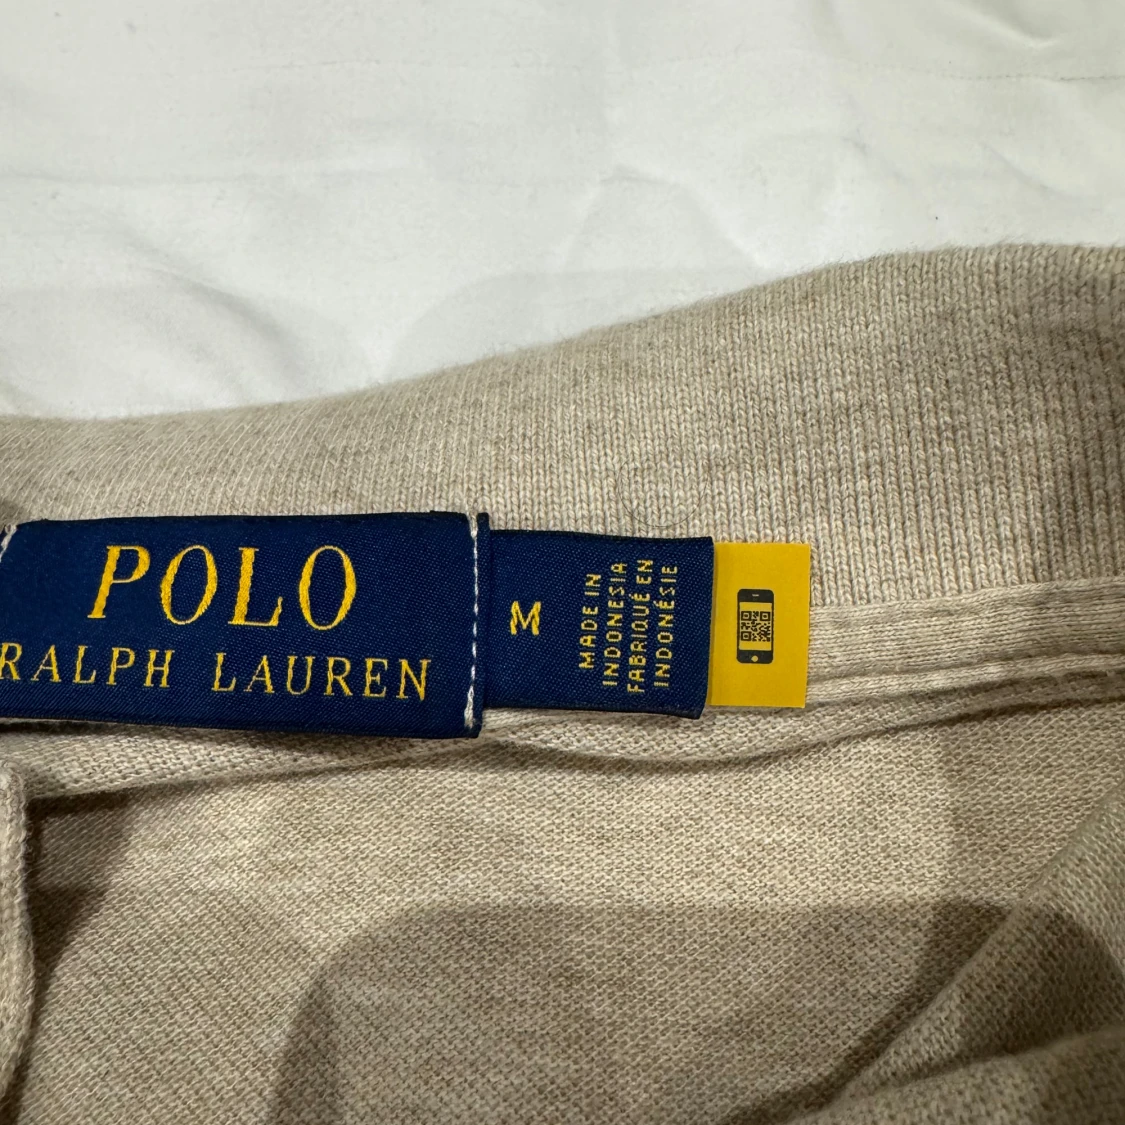 POLO
RALPH LAUREN
M
MADE IN
INDONESIA
FABRIQUÉ EN
INDONÉSIE